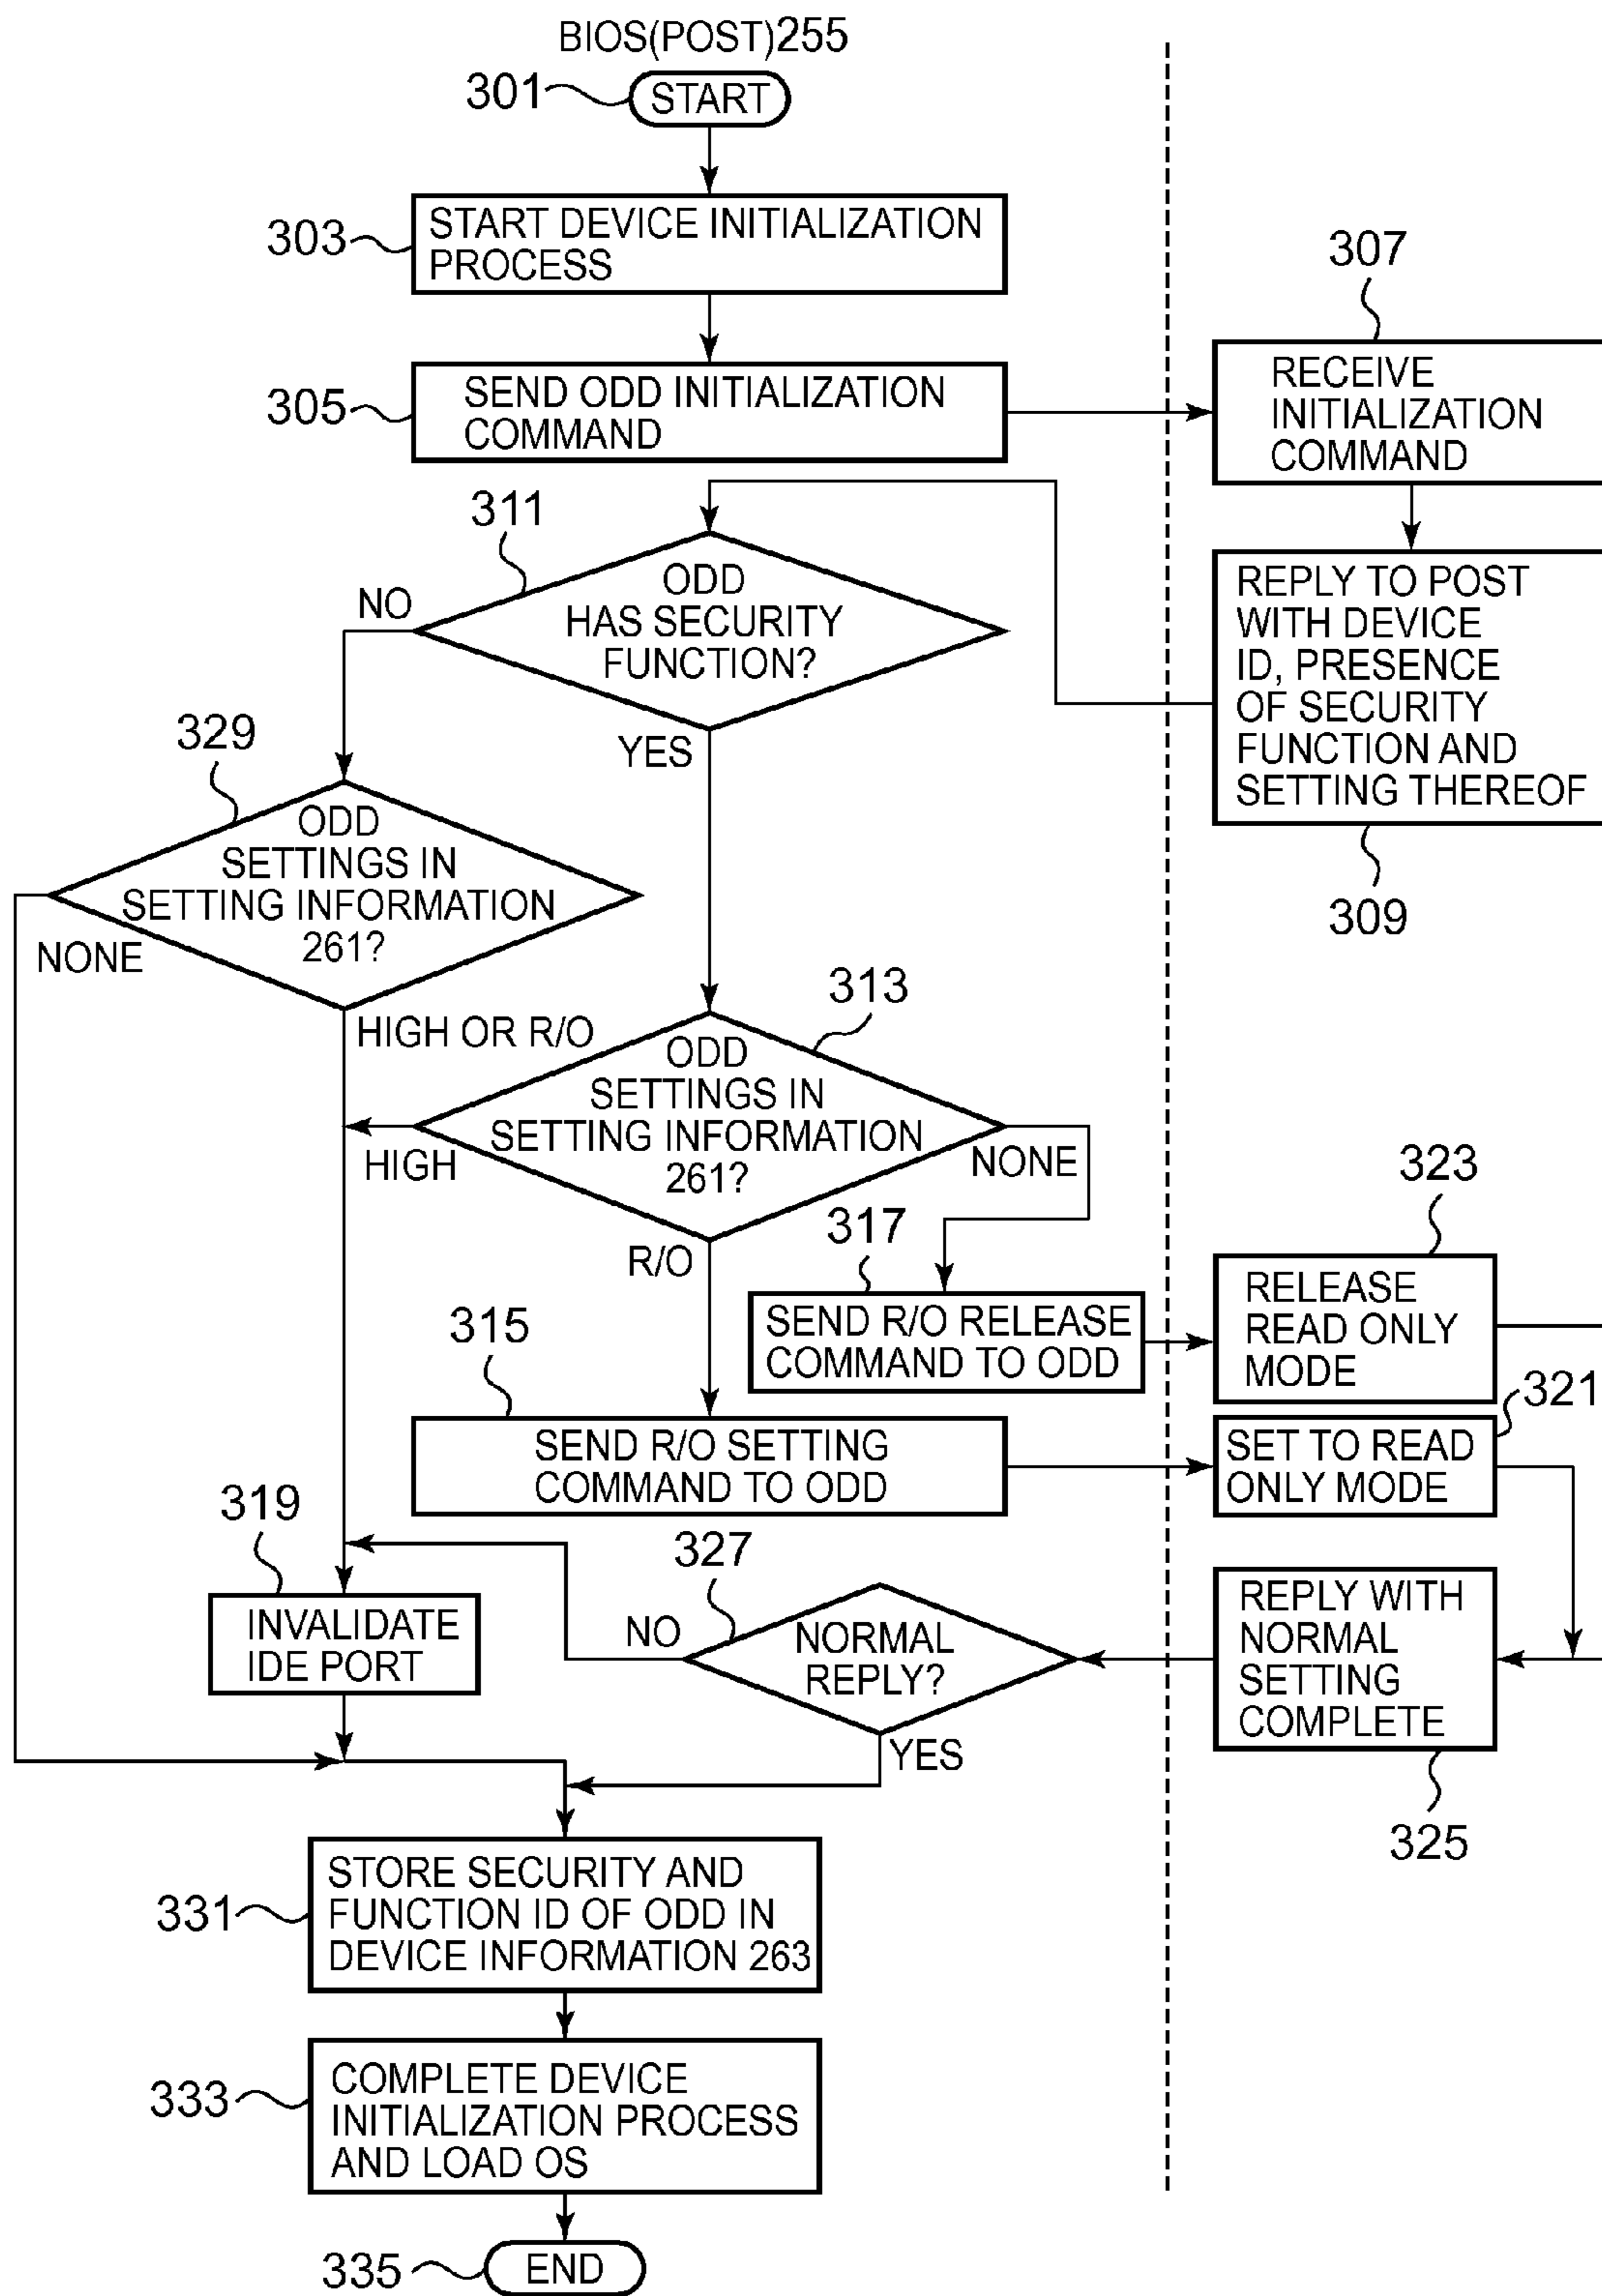 BIOS(POST)255
301
START
303
START DEVICE INITIALIZATION
PROCESS
307
305
SEND ODD INITIALIZATION
COMMAND
RECEIVE
INITIALIZATION
COMMAND
311
ODD
HAS SECURITY
FUNCTION?
NO
YES
REPLY TO POST
WITH DEVICE
ID, PRESENCE
OF SECURITY
FUNCTION AND
SETTING THEREOF
309
329
ODD
SETTINGS IN
SETTING INFORMATION
261?
NONE
HIGH OR R/O
313
ODD
SETTINGS IN
SETTING INFORMATION
261?
HIGH
NONE
R/O
317
SEND R/O RELEASE
COMMAND TO ODD
323
RELEASE
READ ONLY
MODE
315
SEND R/O SETTING
COMMAND TO ODD
321
SET TO READ
ONLY MODE
319
INVALIDATE
IDE PORT
327
NORMAL
REPLY?
NO
YES
REPLY WITH
NORMAL
SETTING
COMPLETE
325
331
STORE SECURITY AND
FUNCTION ID OF ODD IN
DEVICE INFORMATION 263
333
COMPLETE DEVICE
INITIALIZATION PROCESS
AND LOAD OS
335
END